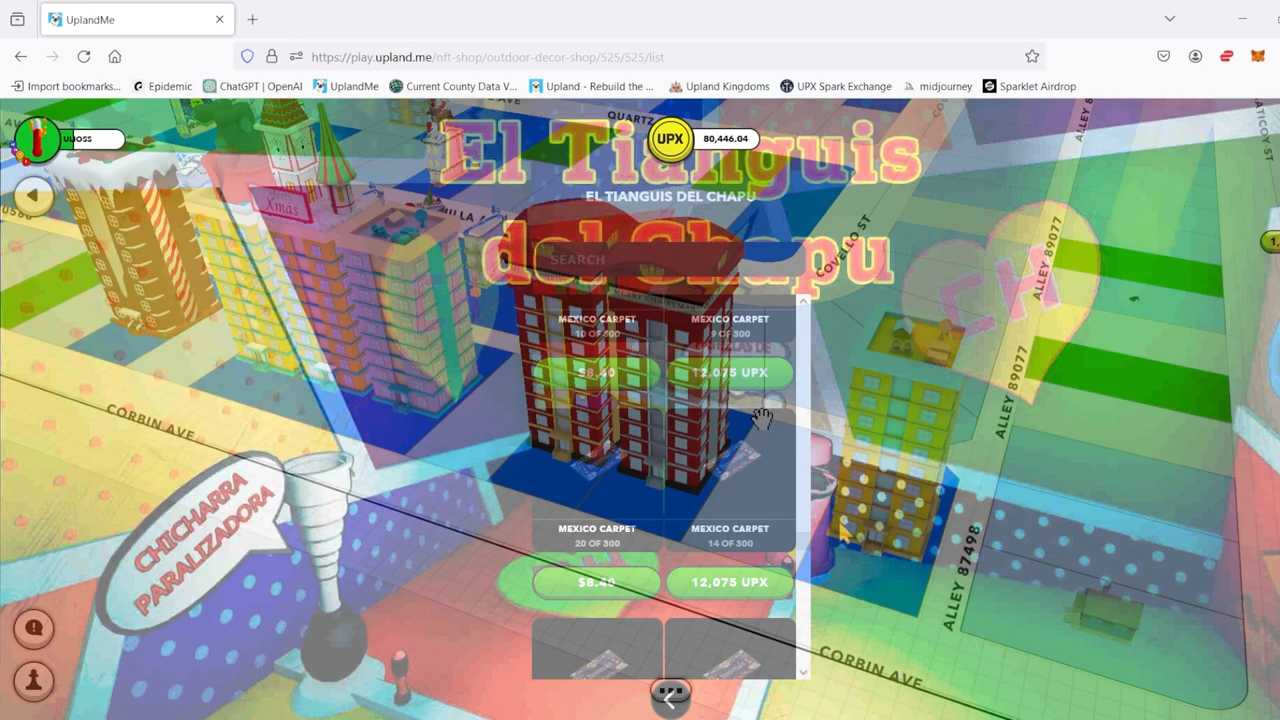 UplandMe
https://play.upland.me/nft-shop/outdoor-decor-shop/525/525/list
Import bookmarks...
Epidemic
ChatGPT | OpenAI
UplandMe
Current County Data V...
Upland - Rebuild the ...
Upland Kingdoms
UPX Spark Exchange
midjourney
Sparklet Airdrop
QUARTZ
uuoss
UPX
80,446.04
El Tianguis
del Chapu
EL TIANGUIS DEL CHAPU
Xmas
SEARCH
COVELLO ST
ALLEY 89077
CH
MEXICO CARPET
10 OF 300
$8.40
MEXICO CARPET
9 OF 300
12,075 UPX
ALLEY 89077
CORBIN AVE
CHICHARRA
PARALIZADORA
MEXICO CARPET
20 OF 300
$8.40
MEXICO CARPET
14 OF 300
12,075 UPX
ALLEY 87498
CORBIN AVE